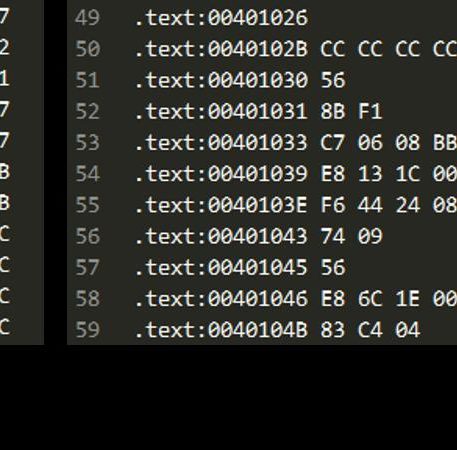 7
2
1
7
7
B
B
C
C
C
C
49 .text:00401026
50 .text:0040102B CC CC CC CC
51 .text:00401030 56
52 .text:00401031 8B F1
53 .text:00401033 C7 06 08 BB
54 .text:00401039 E8 13 1C 00
55 .text:0040103E F6 44 24 08
56 .text:00401043 74 09
57 .text:00401045 56
58 .text:00401046 E8 6C 1E 00
59 .text:0040104B 83 C4 04